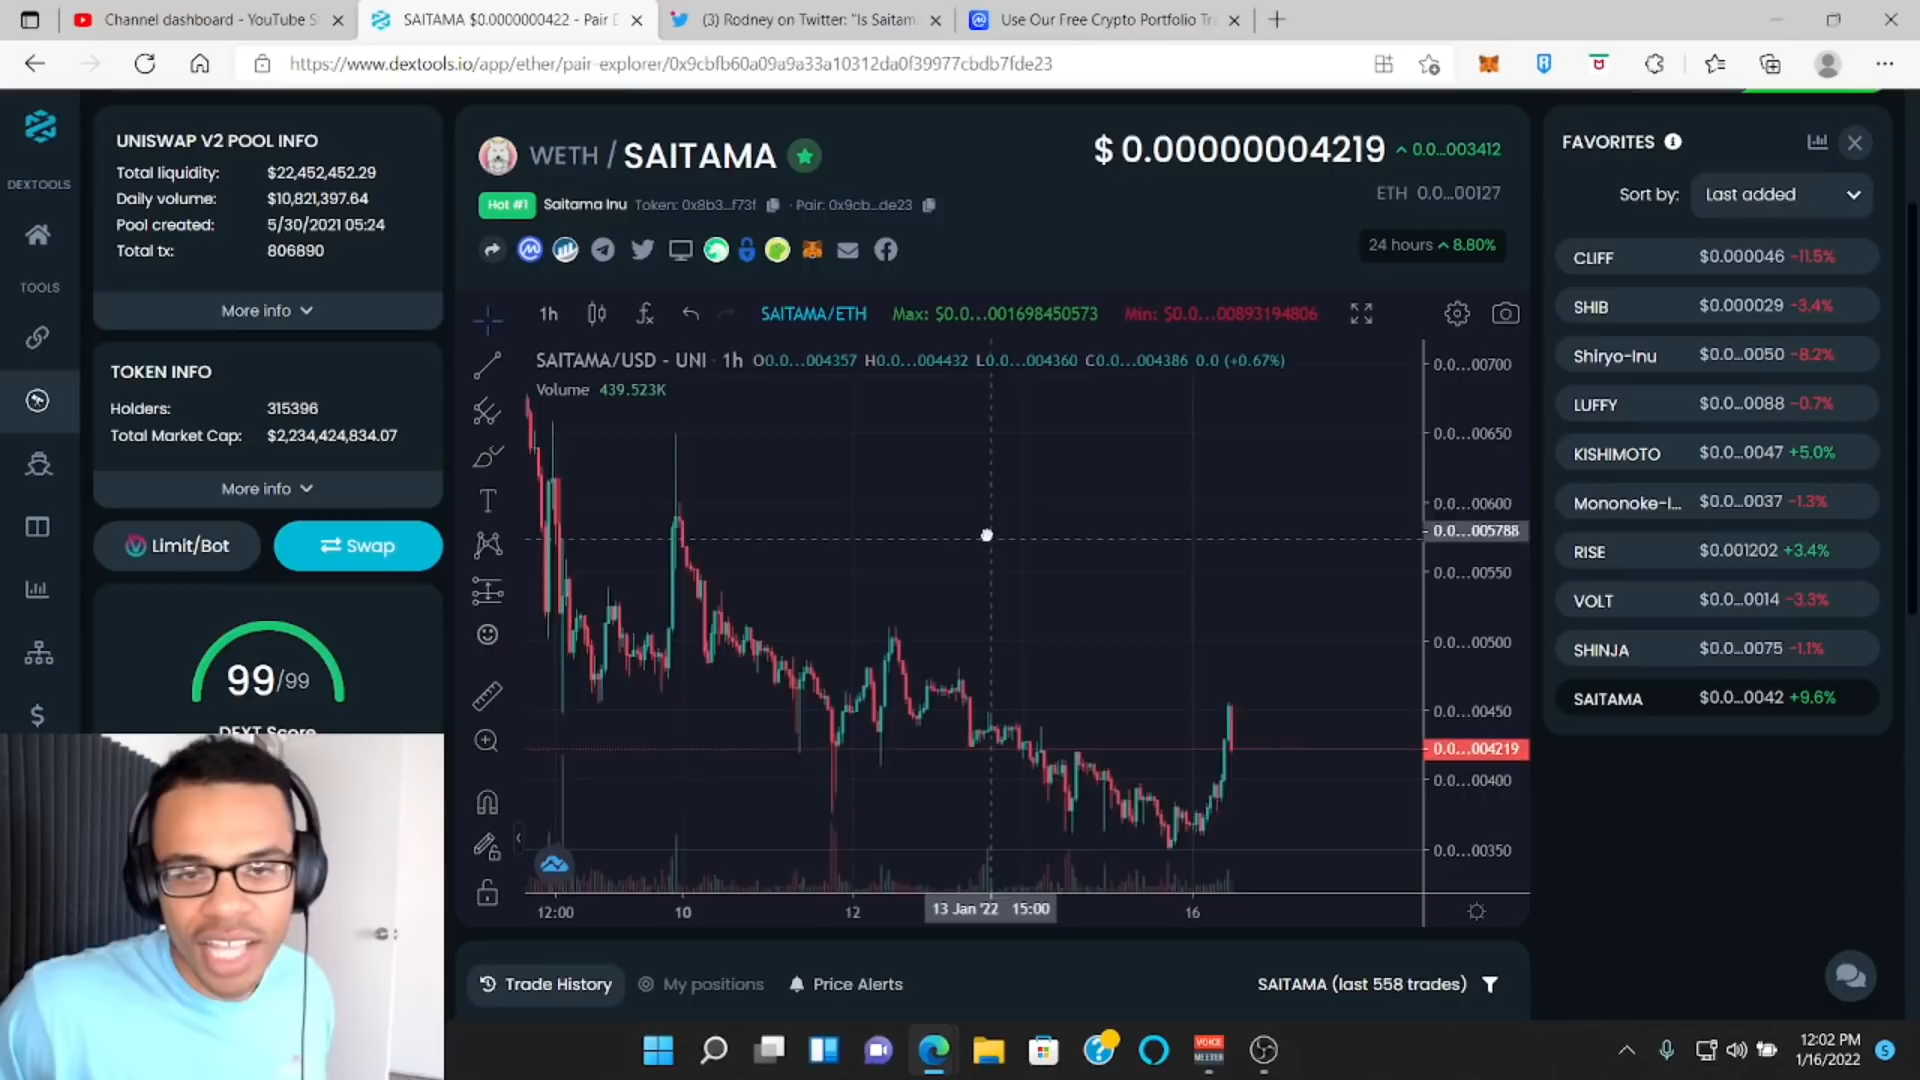 Channel dashboard - YouTube S
SAITAMA $0.0000000422 - Pair E
(3) Rodney on Twitter: "Is Saitam
Use Our Free Crypto Portfolio Tr
https://www.dextools.io/app/ether/pair-explorer/0x9cbfb60a09a9a33a10312da0f39977cbdb7fde23
DEXTOOLS
TOOLS
UNISWAP V2 POOL INFO
Total liquidity: $22,452,452.29
Daily volume: $10,821,397.64
Pool created: 5/30/2021 05:24
Total tx: 806890
More info
TOKEN INFO
Holders: 315396
Total Market Cap: $2,234,424,834.07
More info
Limit/Bot
Swap
99/99
DEXT Score
WETH / SAITAMA
$ 0.00000004219 0.0...003412
ETH 0.0...00127
Hot #1 Saitama Inu Token: 0x8b3...f73f · Pair: 0x9cb...de23
24 hours 8.80%
1h SAITAMA/ETH Max: $0.0...001698450573 Min: $0.0...00893194806
SAITAMA/USD - UNI · 1h O0.0...004357 H0.0...004432 L0.0...004360 C0.0...004386 0.0 (+0.67%)
Volume 439.523K
0.0...00700
0.0...00650
0.0...00600
0.0...005788
0.0...00550
0.0...00500
0.0...00450
0.0...004219
0.0...00400
0.0...00350
12:00 10 12 13 Jan '22 15:00 16
Trade History
My positions
Price Alerts
SAITAMA (last 558 trades)
FAVORITES
Sort by: Last added
CLIFF $0.000046 -11.5%
SHIB $0.000029 -3.4%
Shiryo-Inu $0.0...0050 -8.2%
LUFFY $0.0...0088 -0.7%
KISHIMOTO $0.0...0047 +5.0%
Mononoke-I... $0.0...0037 -1.3%
RISE $0.001202 +3.4%
VOLT $0.0...0014 -3.3%
SHINJA $0.0...0075 -1.1%
SAITAMA $0.0...0042 +9.6%
VOICE
MEETER
12:02 PM
1/16/2022
5